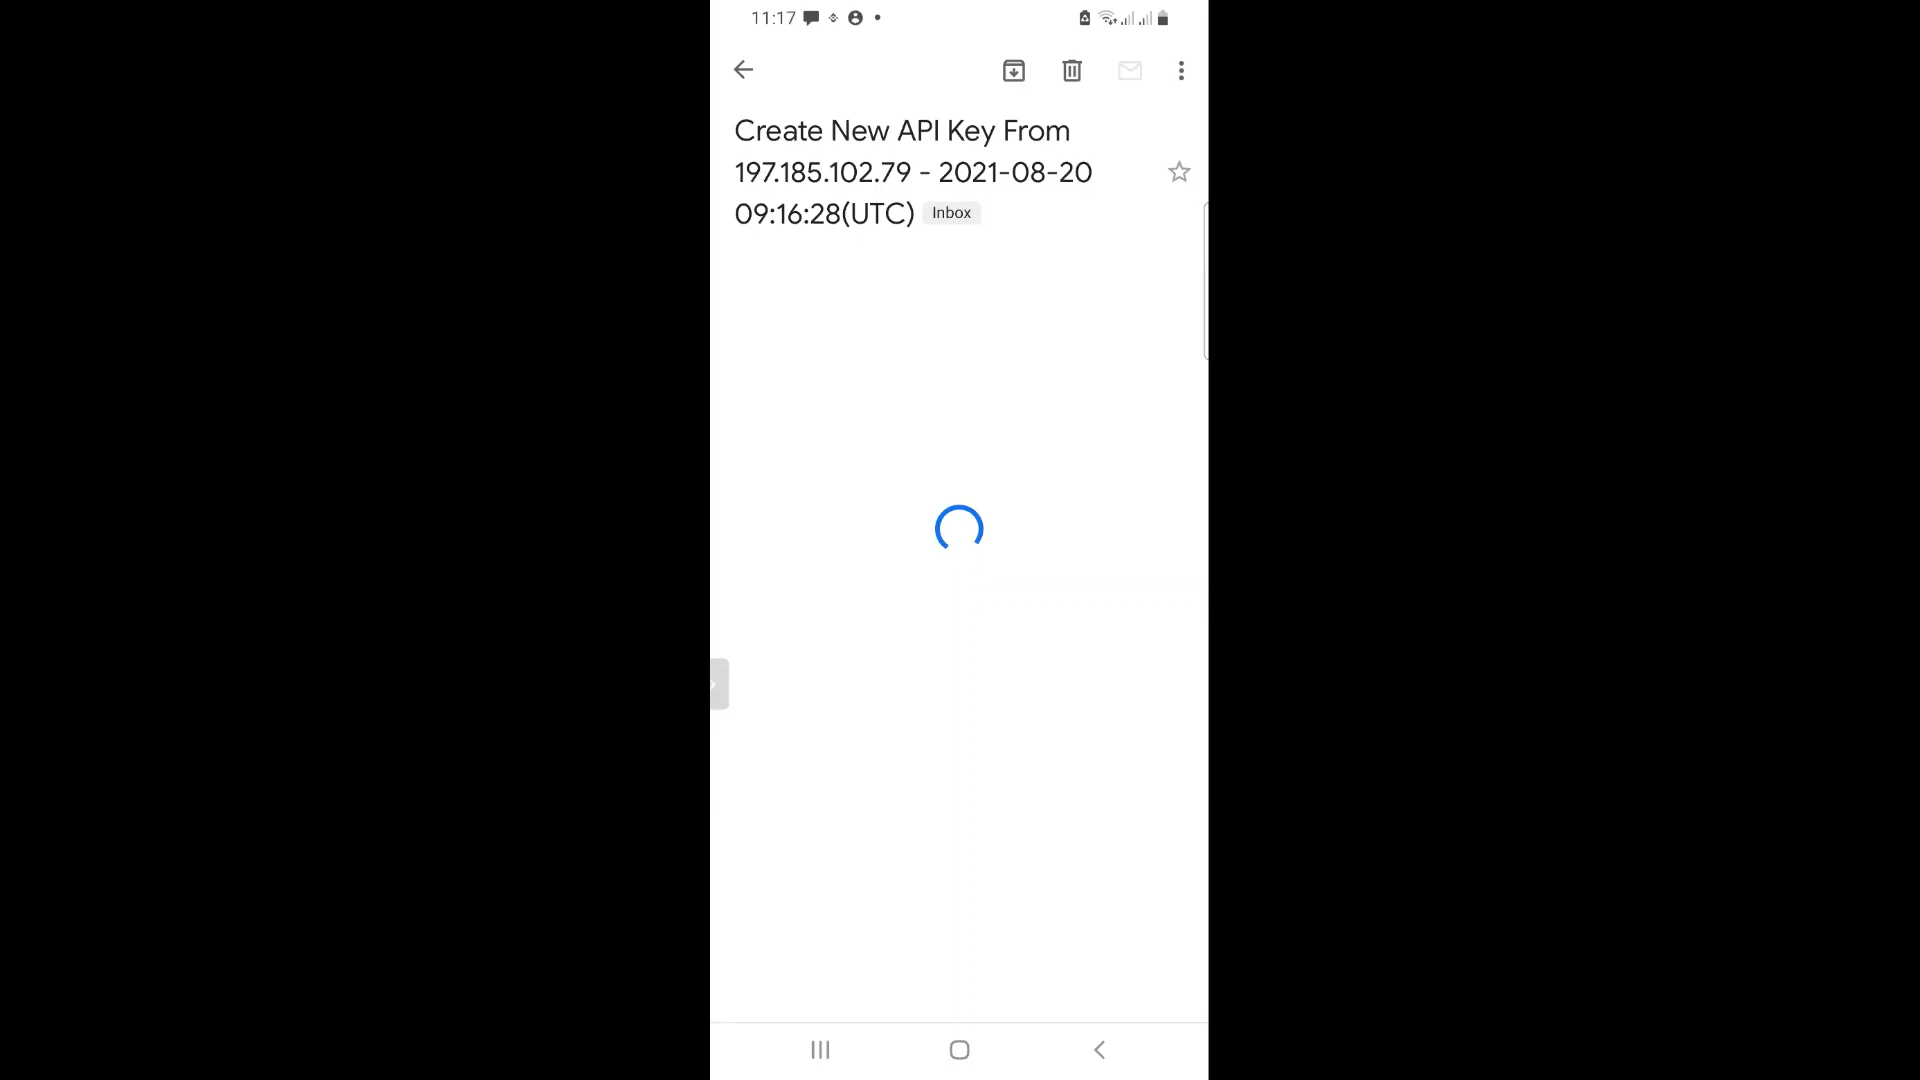 11:17
Create New API Key From
197.185.102.79 - 2021-08-20
09:16:28(UTC) Inbox